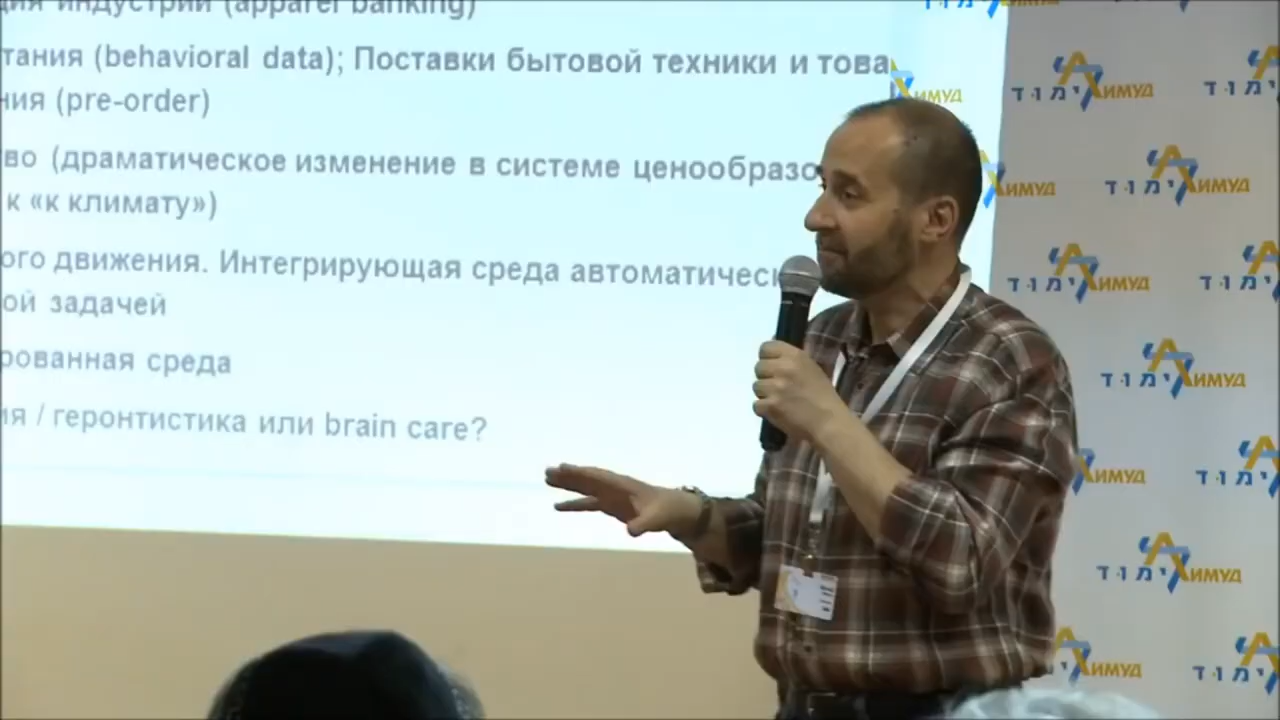 индустрии (apparel banking)
тания (behavioral data); Поставки бытовой техники и това
ния (pre-order)
во (драматическое изменение в системе ценообразо
к «к климату»)
ого движения. Интегрирующая среда автоматическ
ой задачей
рованная среда
ия / геронтистика или brain care?
לימוד Лимуд